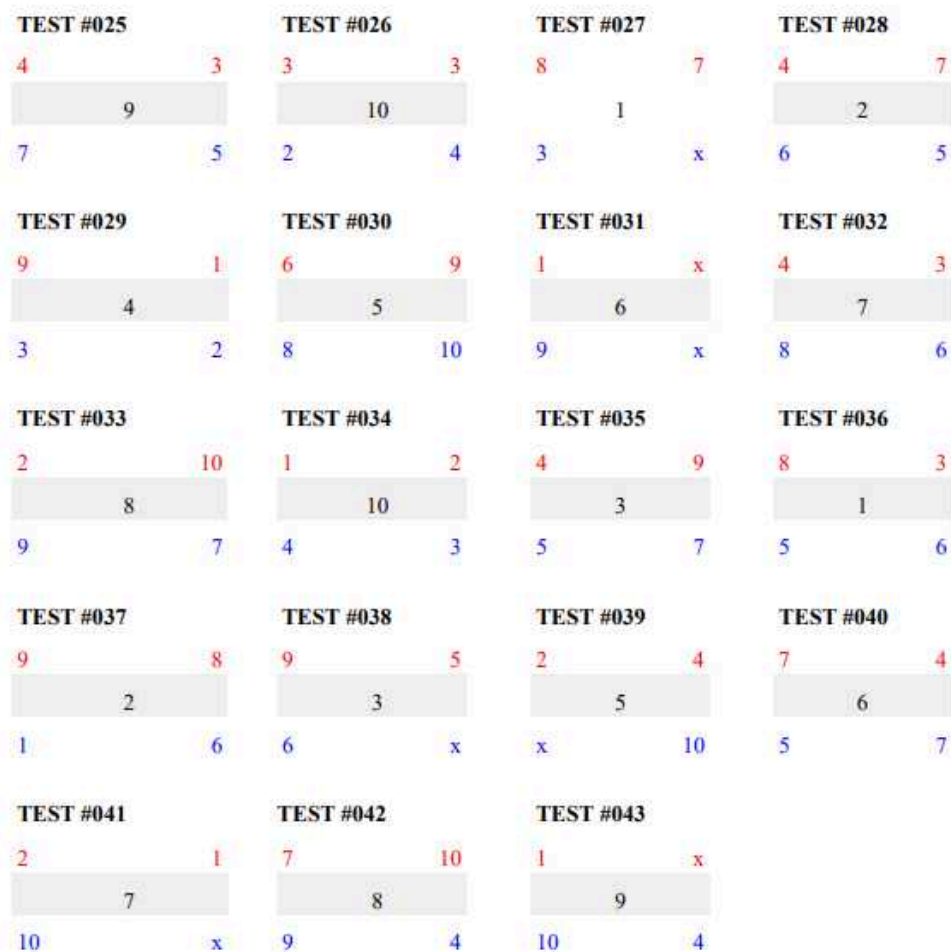 TEST #025 TEST #026 TEST #027 TEST #028
4 3 3 3 8 7 4 7
9 10 1 2
7 5 2 4 3 x 6 5
TEST #029 TEST #030 TEST #031 TEST #032
9 1 6 9 1 x 4 3
4 5 6 7
3 2 8 10 9 x 8 6
TEST #033 TEST #034 TEST #035 TEST #036
2 10 1 2 4 9 8 3
8 10 3 1
9 7 4 3 5 7 5 6
TEST #037 TEST #038 TEST #039 TEST #040
9 8 9 5 2 4 7 4
2 3 5 6
1 6 6 x x 10 5 7
TEST #041 TEST #042 TEST #043
2 1 7 10 1 x
7 8 9
10 x 9 4 10 4